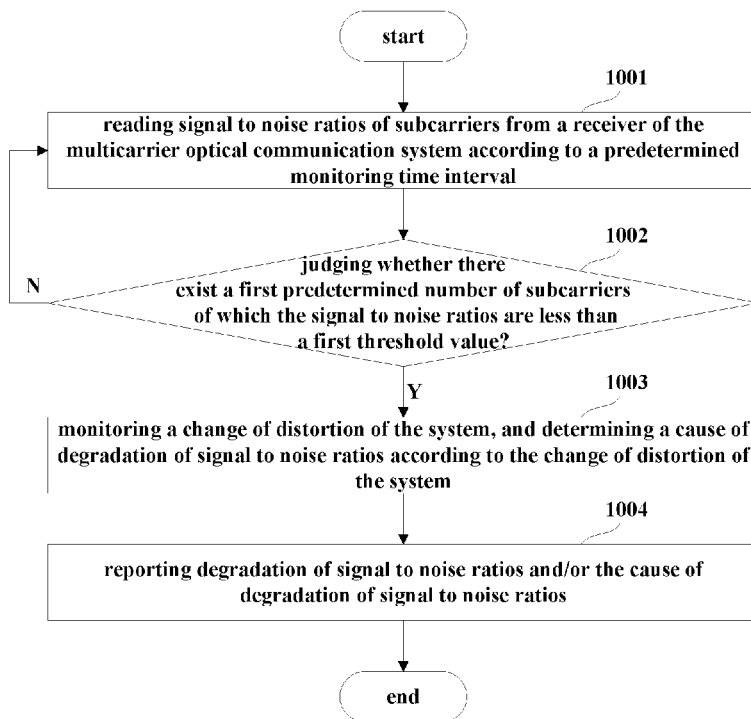 start
1001
reading signal to noise ratios of subcarriers from a receiver of the
multicarrier optical communication system according to a predetermined
monitoring time interval
1002
judging whether there
exist a first predetermined number of subcarriers
of which the signal to noise ratios are less than
a first threshold value?
N
Y
1003
monitoring a change of distortion of the system, and determining a cause of
degradation of signal to noise ratios according to the change of distortion of
the system
1004
reporting degradation of signal to noise ratios and/or the cause of
degradation of signal to noise ratios
end